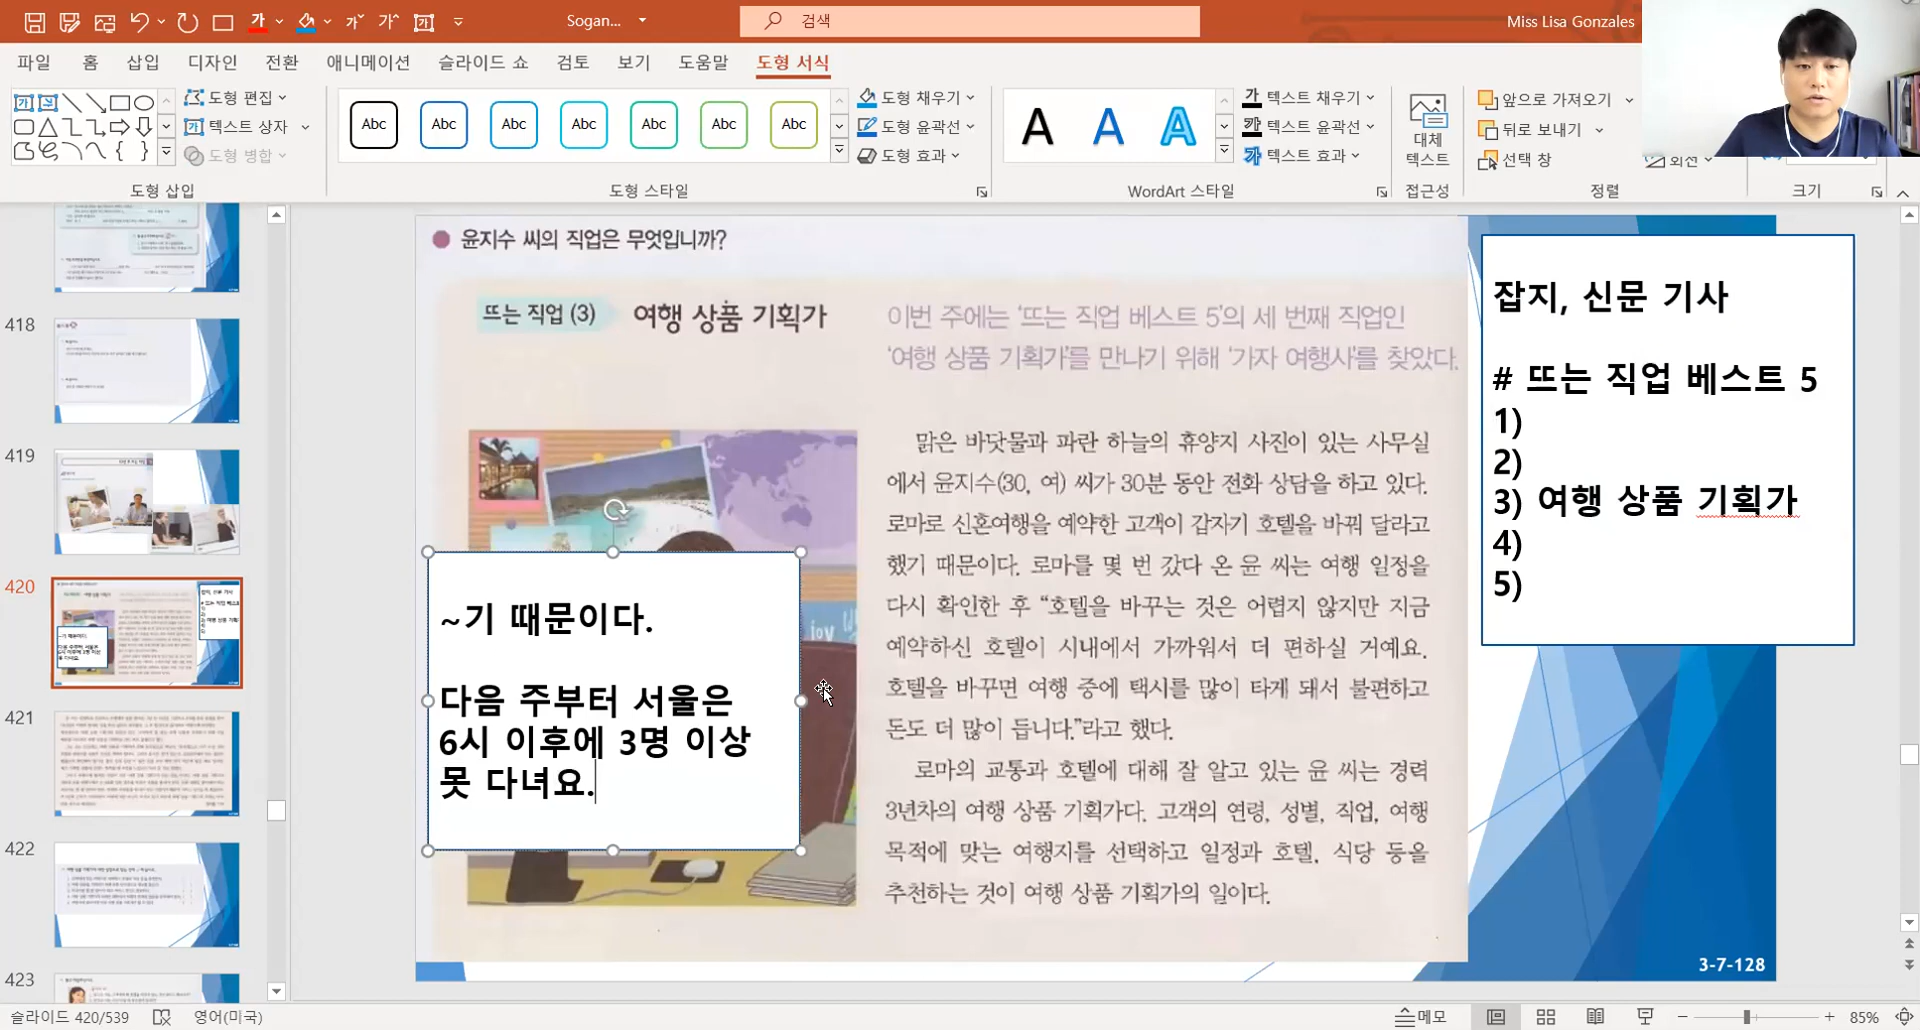 Sogan...
검색
Miss Lisa Gonzales
파일 홈 삽입 디자인 전환 애니메이션 슬라이드 쇼 검토 보기 도움말 도형 서식
도형 편집
텍스트 상자
도형 병합
도형 삽입
Abc Abc Abc Abc Abc Abc Abc
도형 채우기
도형 윤곽선
도형 효과
도형 스타일
A A A
텍스트 채우기
텍스트 윤곽선
텍스트 효과
WordArt 스타일
대체
텍스트
접근성
앞으로 가져오기
뒤로 보내기
선택 창
회전
정렬
크기
418
419
420
421
422
423
윤지수 씨의 직업은 무엇입니까?
뜨는 직업 (3) 여행 상품 기획가
이번 주에는 '뜨는 직업 베스트 5'의 세 번째 직업인
'여행 상품 기획가'를 만나기 위해 '가자 여행사'를 찾았다.
맑은 바닷물과 파란 하늘의 휴양지 사진이 있는 사무실
에서 윤지수(30, 여) 씨가 30분 동안 전화 상담을 하고 있다.
로마로 신혼여행을 예약한 고객이 갑자기 호텔을 바꿔 달라고
했기 때문이다. 로마를 몇 번 갔다 온 윤 씨는 여행 일정을
다시 확인한 후 "호텔을 바꾸는 것은 어렵지 않지만 지금
예약하신 호텔이 시내에서 가까워서 더 편하실 거예요.
호텔을 바꾸면 여행 중에 택시를 많이 타게 돼서 불편하고
돈도 더 많이 듭니다."라고 했다.
로마의 교통과 호텔에 대해 잘 알고 있는 윤 씨는 경력
3년차의 여행 상품 기획가다. 고객의 연령, 성별, 직업, 여행
목적에 맞는 여행지를 선택하고 일정과 호텔, 식당 등을
추천하는 것이 여행 상품 기획가의 일이다.
~기 때문이다.
다음 주부터 서울은
6시 이후에 3명 이상
못 다녀요.
잡지, 신문 기사
# 뜨는 직업 베스트 5
1)
2)
3) 여행 상품 기획가
4)
5)
3-7-128
슬라이드 420/539 영어(미국)
메모
85%